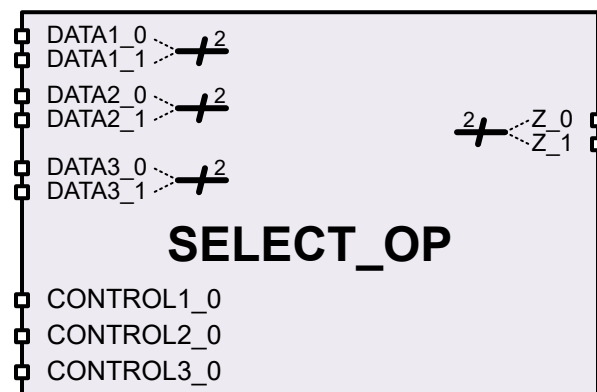 DATA1_0
DATA1_1
2
DATA2_0
DATA2_1
2
2
Z_0
Z_1
DATA3_0
DATA3_1
2
SELECT_OP
CONTROL1_0
CONTROL2_0
CONTROL3_0